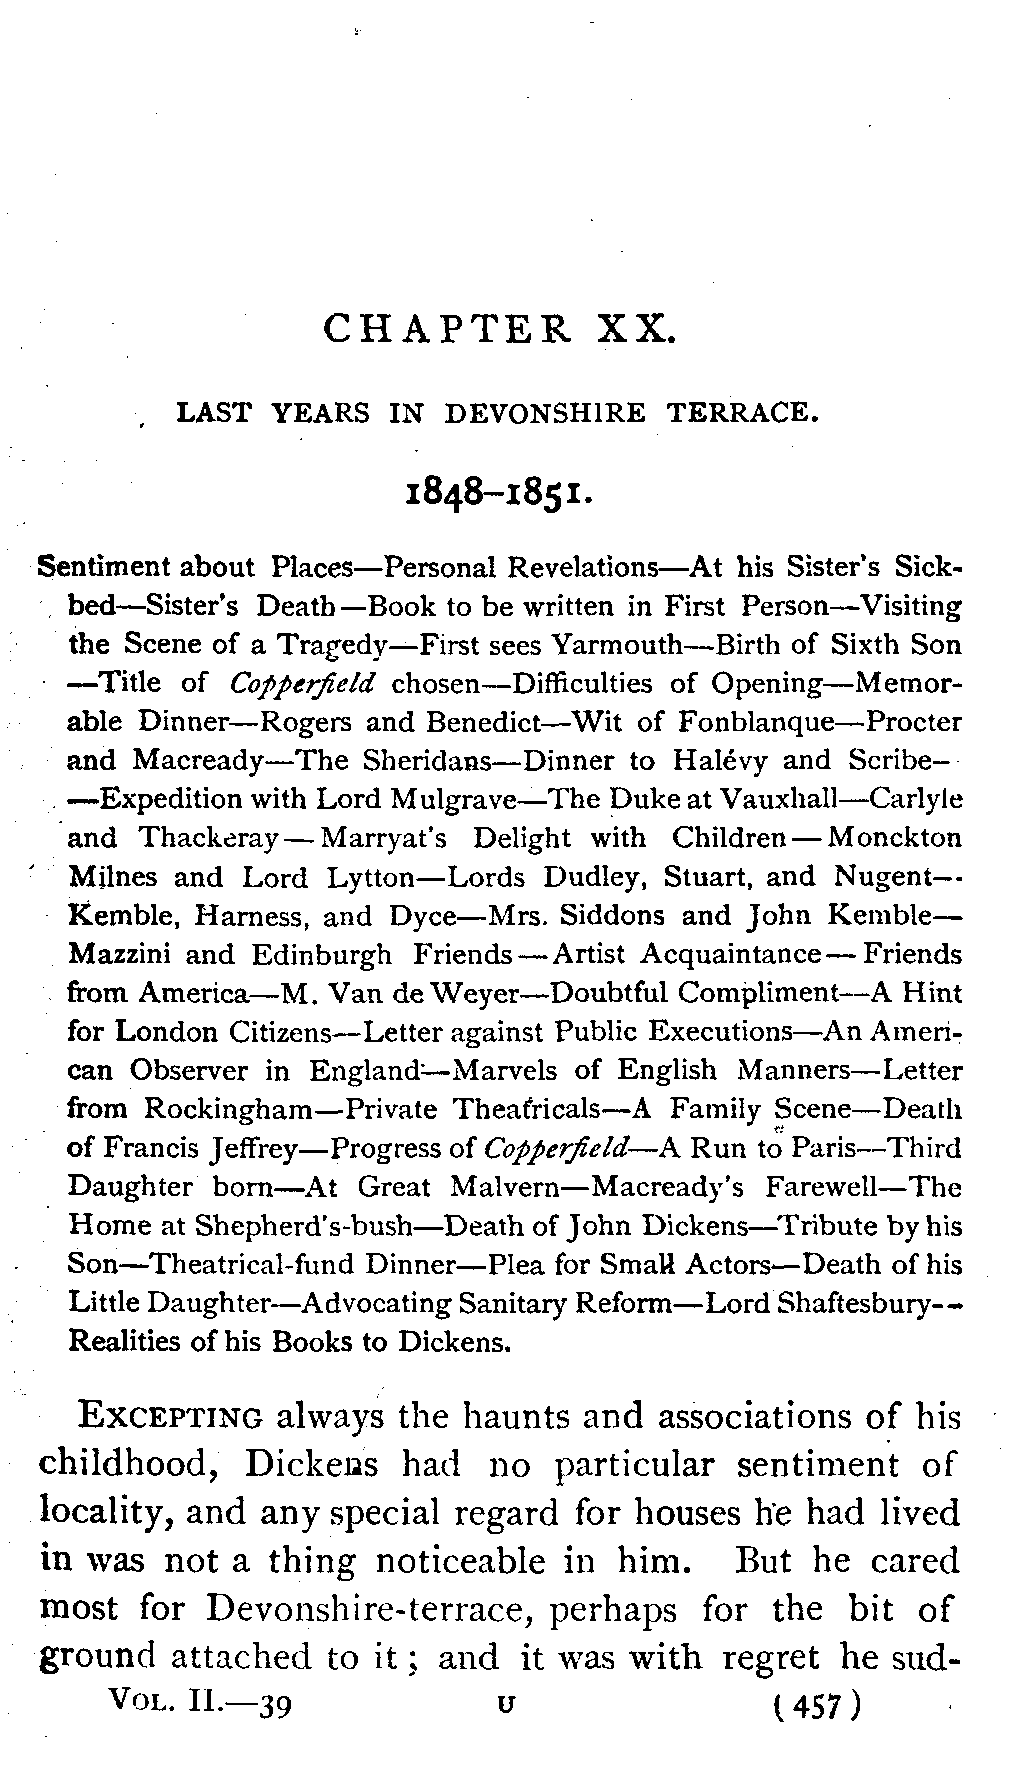 CHAPTER XX.
LAST YEARS IN DEVONSHIRE TERRACE.
1848–1851.
Sentiment about Places—Personal Revelations—At his Sister's Sick-
bed—Sister's Death—Book to be written in First Person—Visiting
the Scene of a Tragedy—First sees Yarmouth—Birth of Sixth Son
—Title of Copperfield chosen—Difficulties of Opening—Memor-
able Dinner—Rogers and Benedict—Wit of Fonblanque—Procter
and Macready—The Sheridans—Dinner to Halévy and Scribe–
—Expedition with Lord Mulgrave—The Duke at Vauxhall—Carlyle
and Thackeray—Marryat's Delight with Children—Monckton
Milnes and Lord Lytton—Lords Dudley, Stuart, and Nugent—
Kemble, Harness, and Dyce—Mrs. Siddons and John Kemble—
Mazzini and Edinburgh Friends—Artist Acquaintance—Friends
from America—M. Van de Weyer—Doubtful Compliment—A Hint
for London Citizens—Letter against Public Executions—An Ameri-
can Observer in England—Marvels of English Manners—Letter
from Rockingham—Private Theatricals—A Family Scene—Death
of Francis Jeffrey—Progress of Copperfield—A Run to Paris—Third
Daughter born—At Great Malvern—Macready's Farewell—The
Home at Shepherd's-bush—Death of John Dickens—Tribute by his
Son—Theatrical-fund Dinner—Plea for Small Actors—Death of his
Little Daughter—Advocating Sanitary Reform—Lord Shaftesbury—
Realities of his Books to Dickens.
EXCEPTING always the haunts and associations of his
childhood, Dickens had no particular sentiment of
locality, and any special regard for houses he had lived
in was not a thing noticeable in him. But he cared
most for Devonshire-terrace, perhaps for the bit of
ground attached to it; and it was with regret he sud-
VOL. II.—39 U (457)